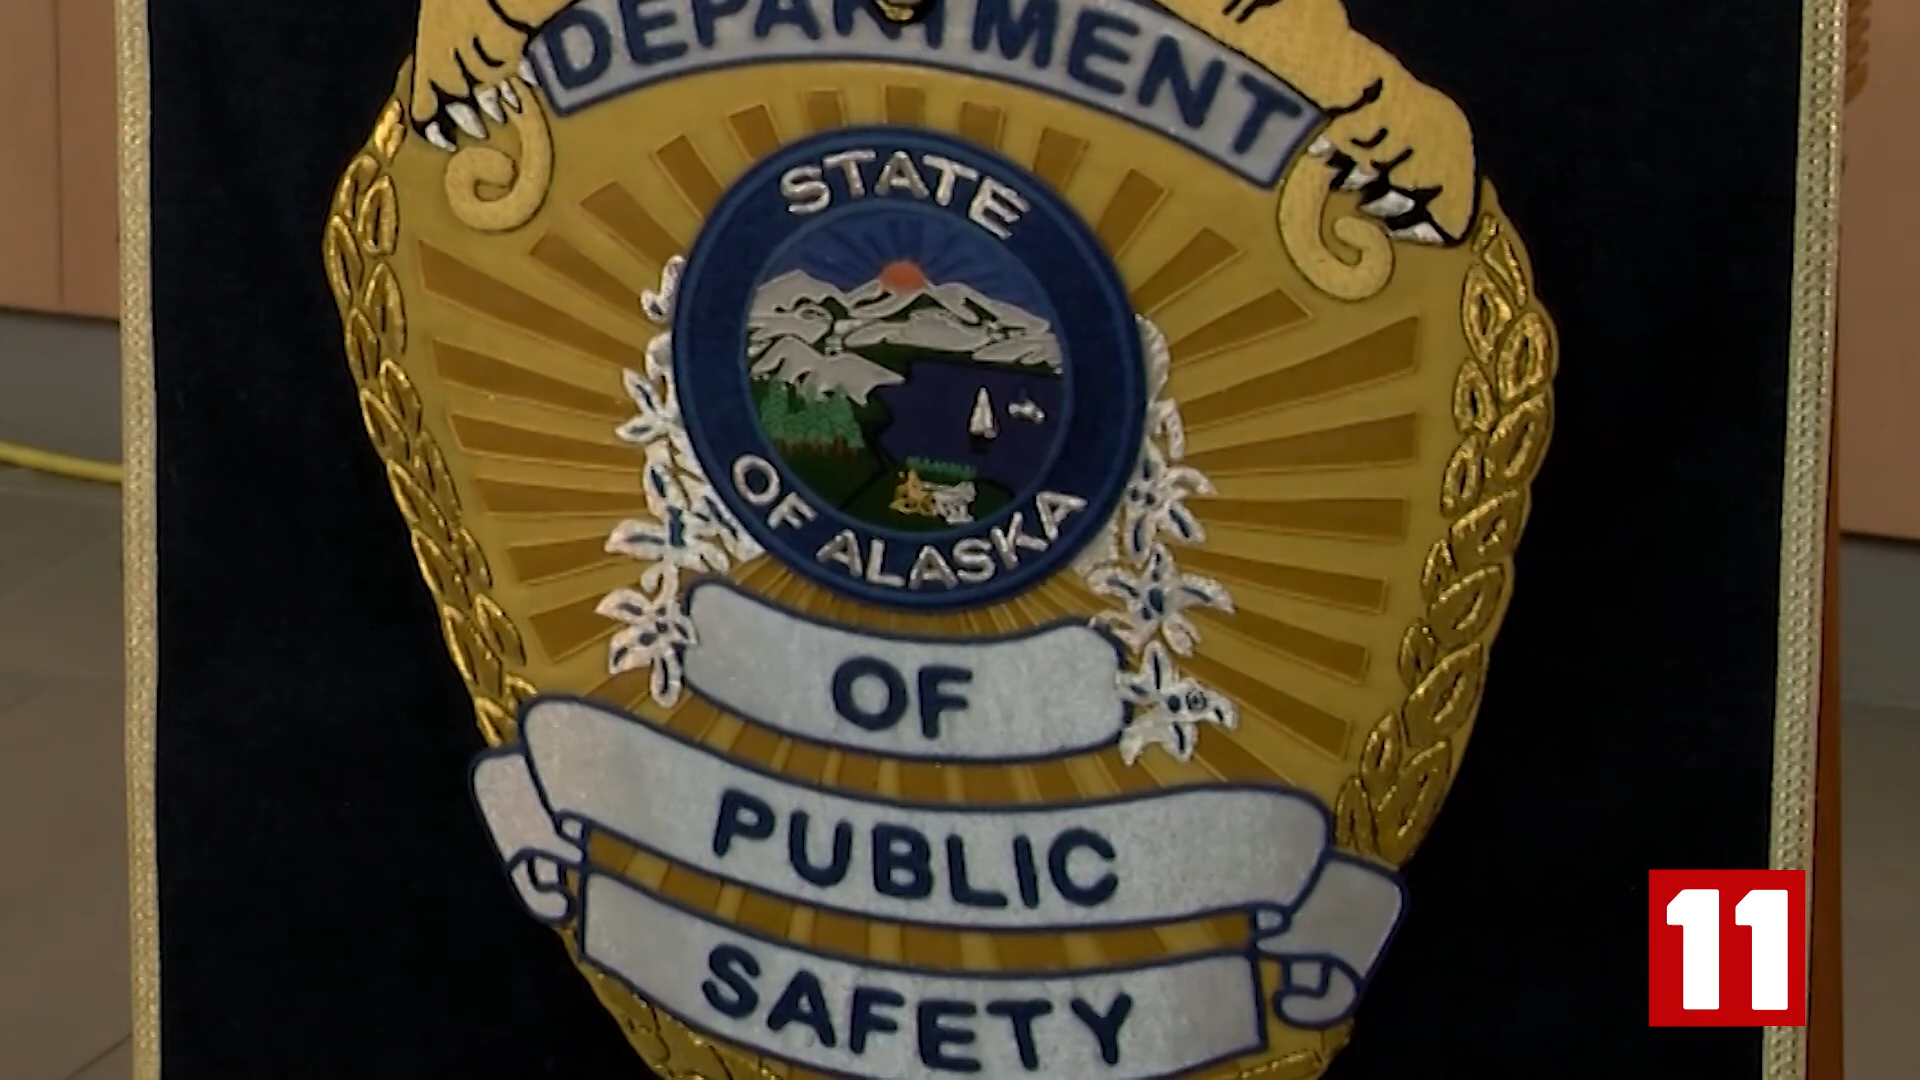 DEPARTMENT
STATE
OF ALASKA
OF
PUBLIC
SAFETY
11